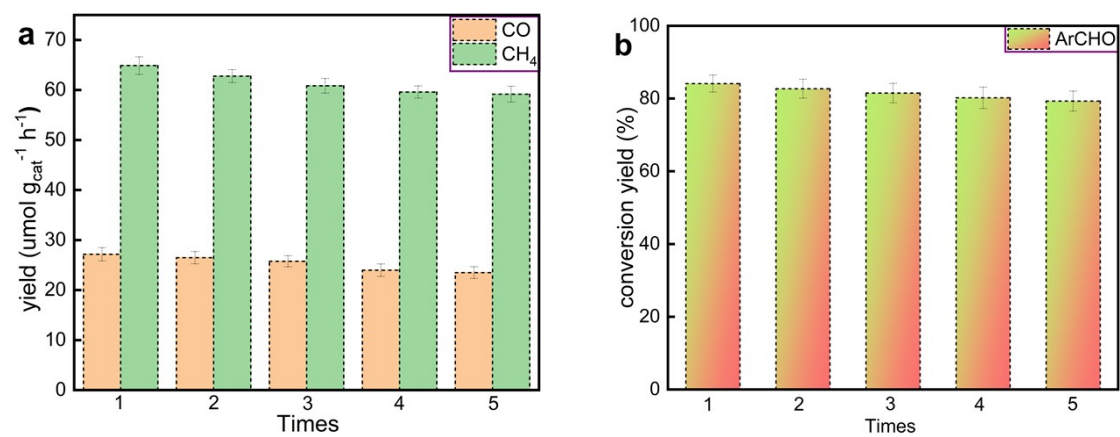 a
CO
CH₄
yield (umol g_cat⁻¹ h⁻¹)
70
60
50
40
30
20
10
0
1 2 3 4 5
Times
b
ArCHO
conversion yield (%)
100
80
60
40
20
0
1 2 3 4 5
Times